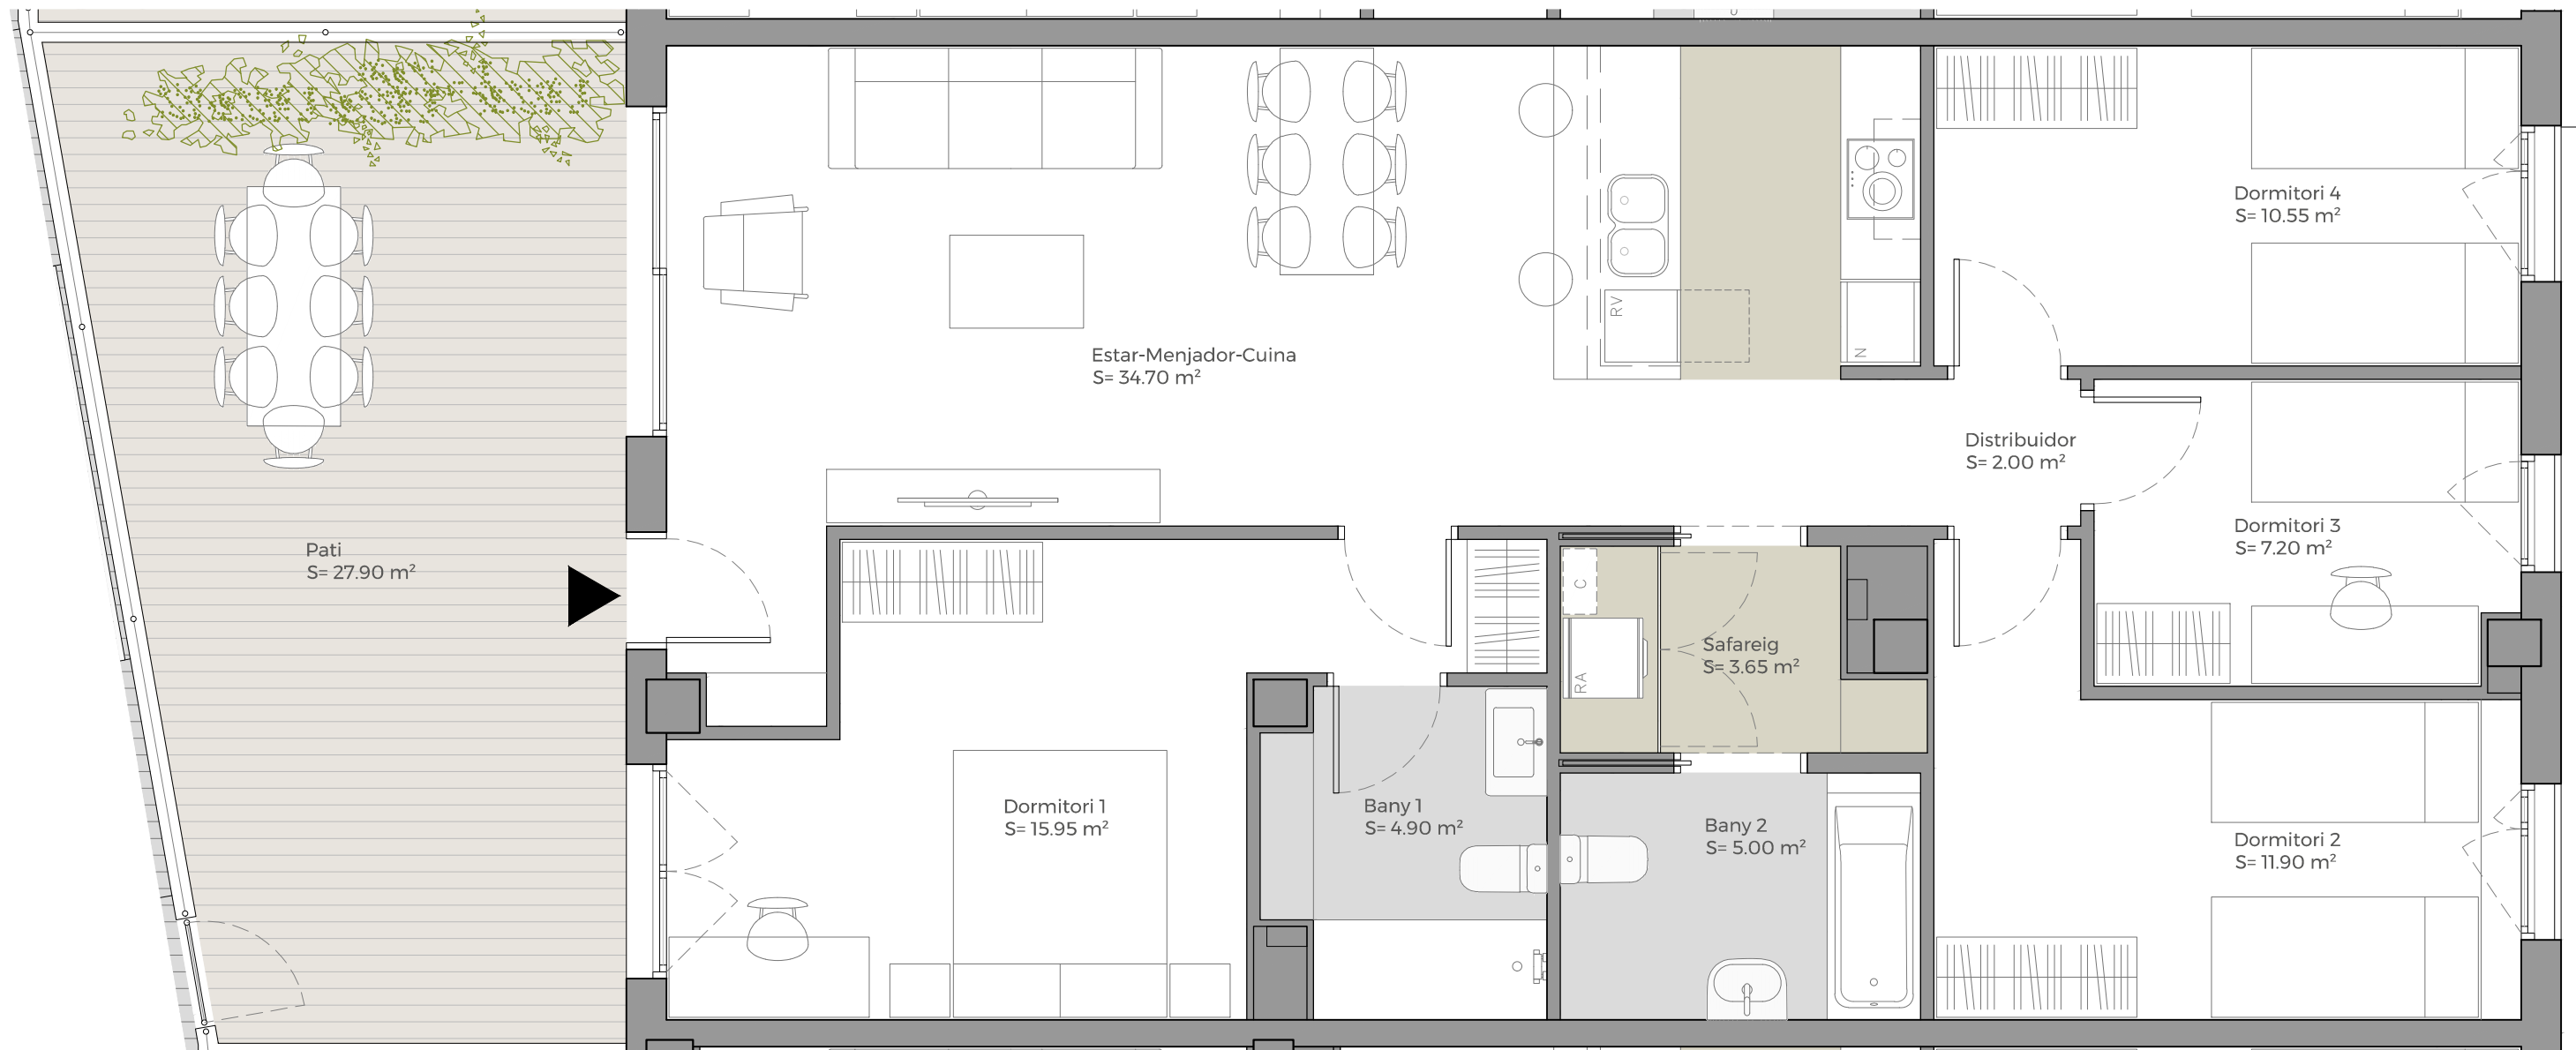 Dormitori 4
S= 10.55 m²
RV
N
Estar-Menjador-Cuina
S= 34.70 m²
Distribuidor
S= 2.00 m²
Dormitori 3
S= 7.20 m²
Pati
S= 27.90 m²
C
Safareig
S= 3.65 m²
RA
Dormitori 1
S= 15.95 m²
Bany 1
S= 4.90 m²
Bany 2
S= 5.00 m²
Dormitori 2
S= 11.90 m²